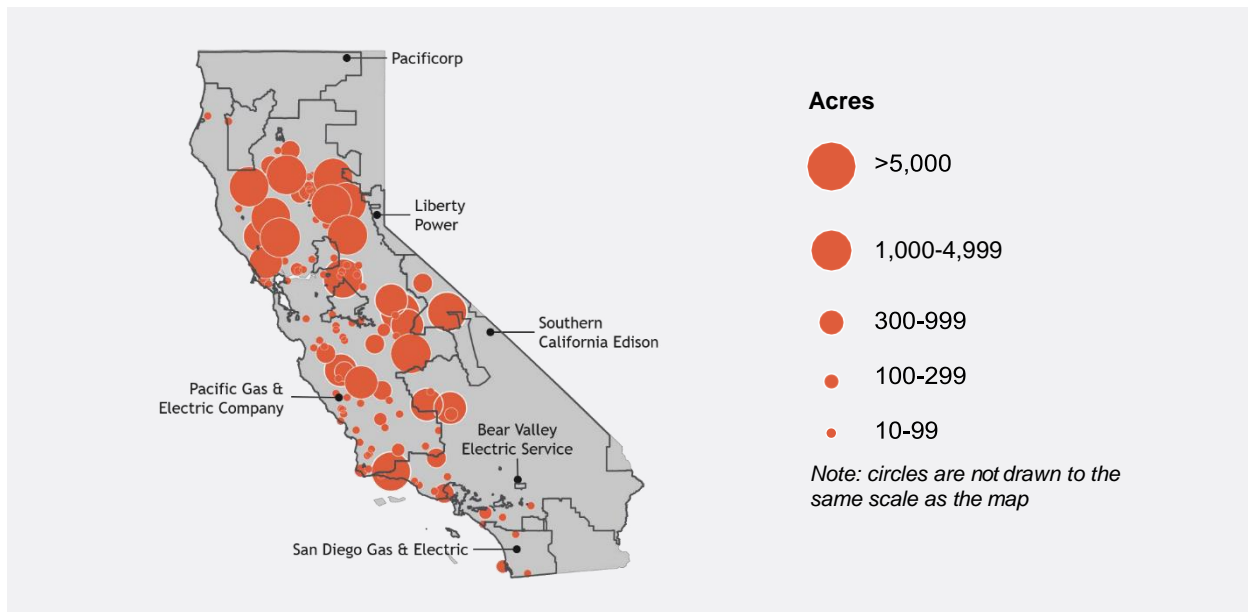 Pacificorp
Liberty
Power
Southern
California Edison
Pacific Gas &
Electric Company
Bear Valley
Electric Service
San Diego Gas & Electric
Acres
>5,000
1,000-4,999
300-999
100-299
10-99
Note: circles are not drawn to the
same scale as the map